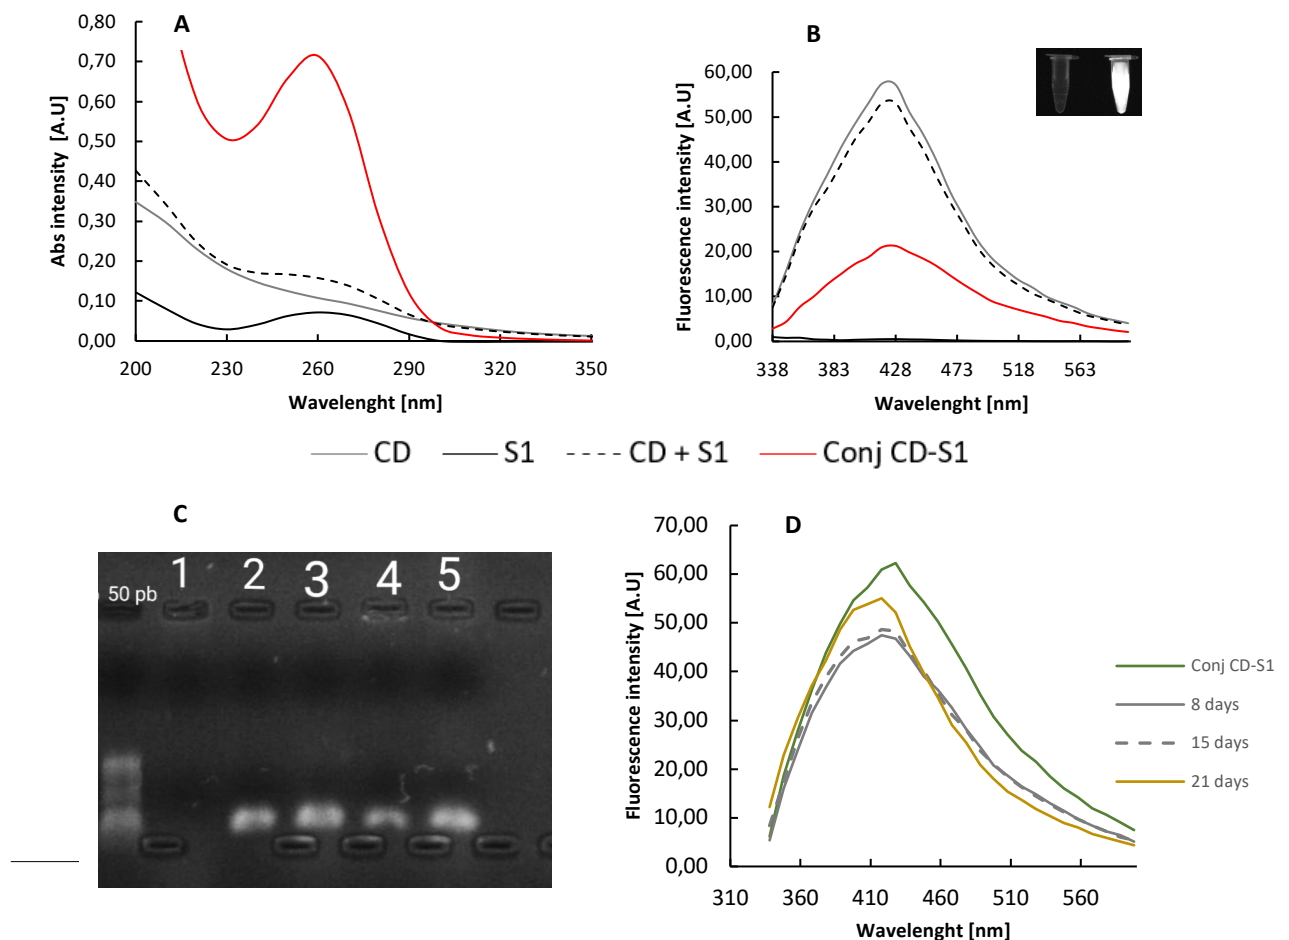 A
Abs intensity [A.U]
0,80
0,70
0,60
0,50
0,40
0,30
0,20
0,10
0,00
200 230 260 290 320 350
Wavelenght [nm]
B
Fluorescence intensity [A.U]
60,00
50,00
40,00
30,00
20,00
10,00
0,00
338 383 428 473 518 563
Wavelenght [nm]
CD S1 CD + S1 Conj CD-S1
C
50 pb 1 2 3 4 5
D
Fluorescence intensity [A.U]
70,00
60,00
50,00
40,00
30,00
20,00
10,00
0,00
310 360 410 460 510 560
Wavelenght [nm]
Conj CD-S1
8 days
15 days
21 days